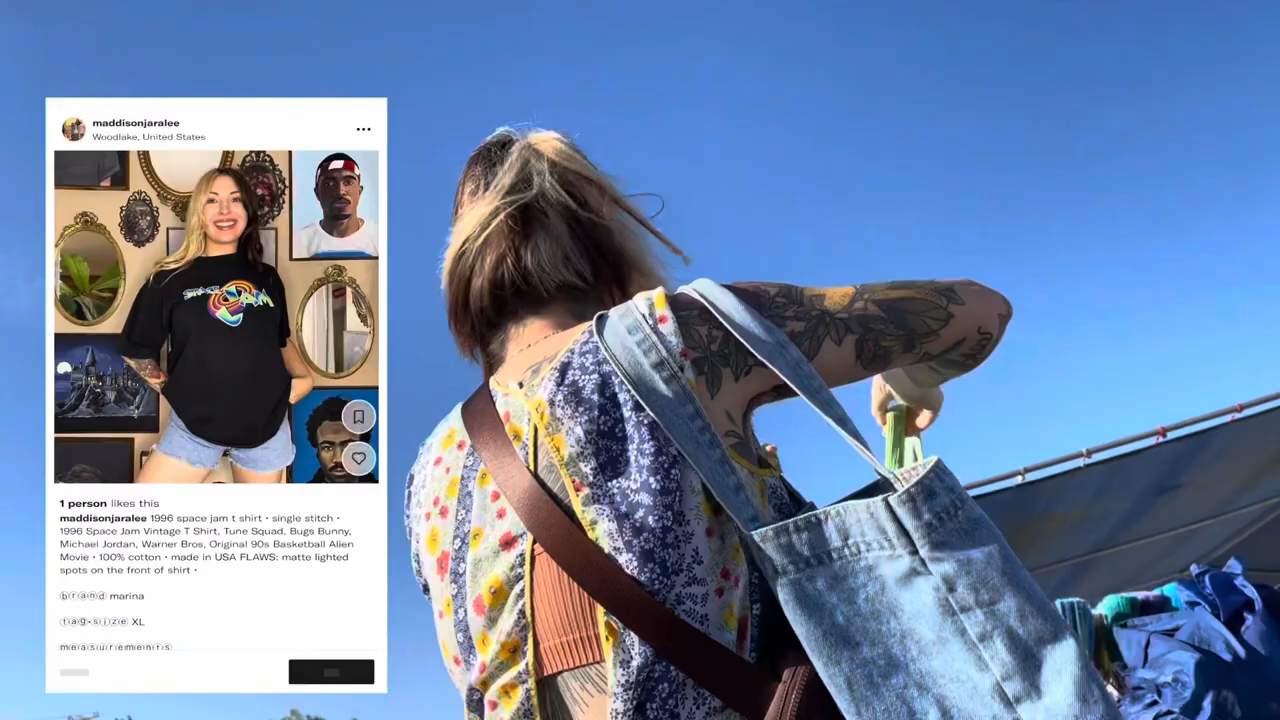 maddisonjaralee
Woodlake, United States
SPACE JAM
1 person likes this
maddisonjaralee 1996 space jam t shirt • single stitch •
1996 Space Jam Vintage T Shirt, Tune Squad, Bugs Bunny,
Michael Jordan, Warner Bros, Original 90s Basketball Alien
Movie • 100% cotton • made in USA FLAWS: matte lighted
spots on the front of shirt •
ⓑⓡⓐⓝⓓ marina
ⓣⓐⓖ-ⓢⓘⓩⓔ XL
ⓜⓔⓐⓢⓤⓡⓔⓜⓔⓝⓣⓢ